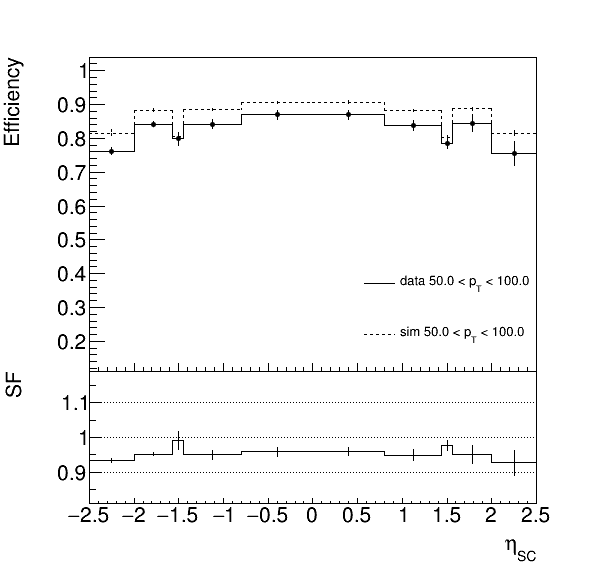 Efficiency
1
0.9
0.8
0.7
0.6
0.5
0.4
0.3
0.2
data 50.0 < p_T < 100.0
sim 50.0 < p_T < 100.0
SF
1.1
1
0.9
−2.5 −2 −1.5 −1 −0.5 0 0.5 1 1.5 2 2.5
η_SC